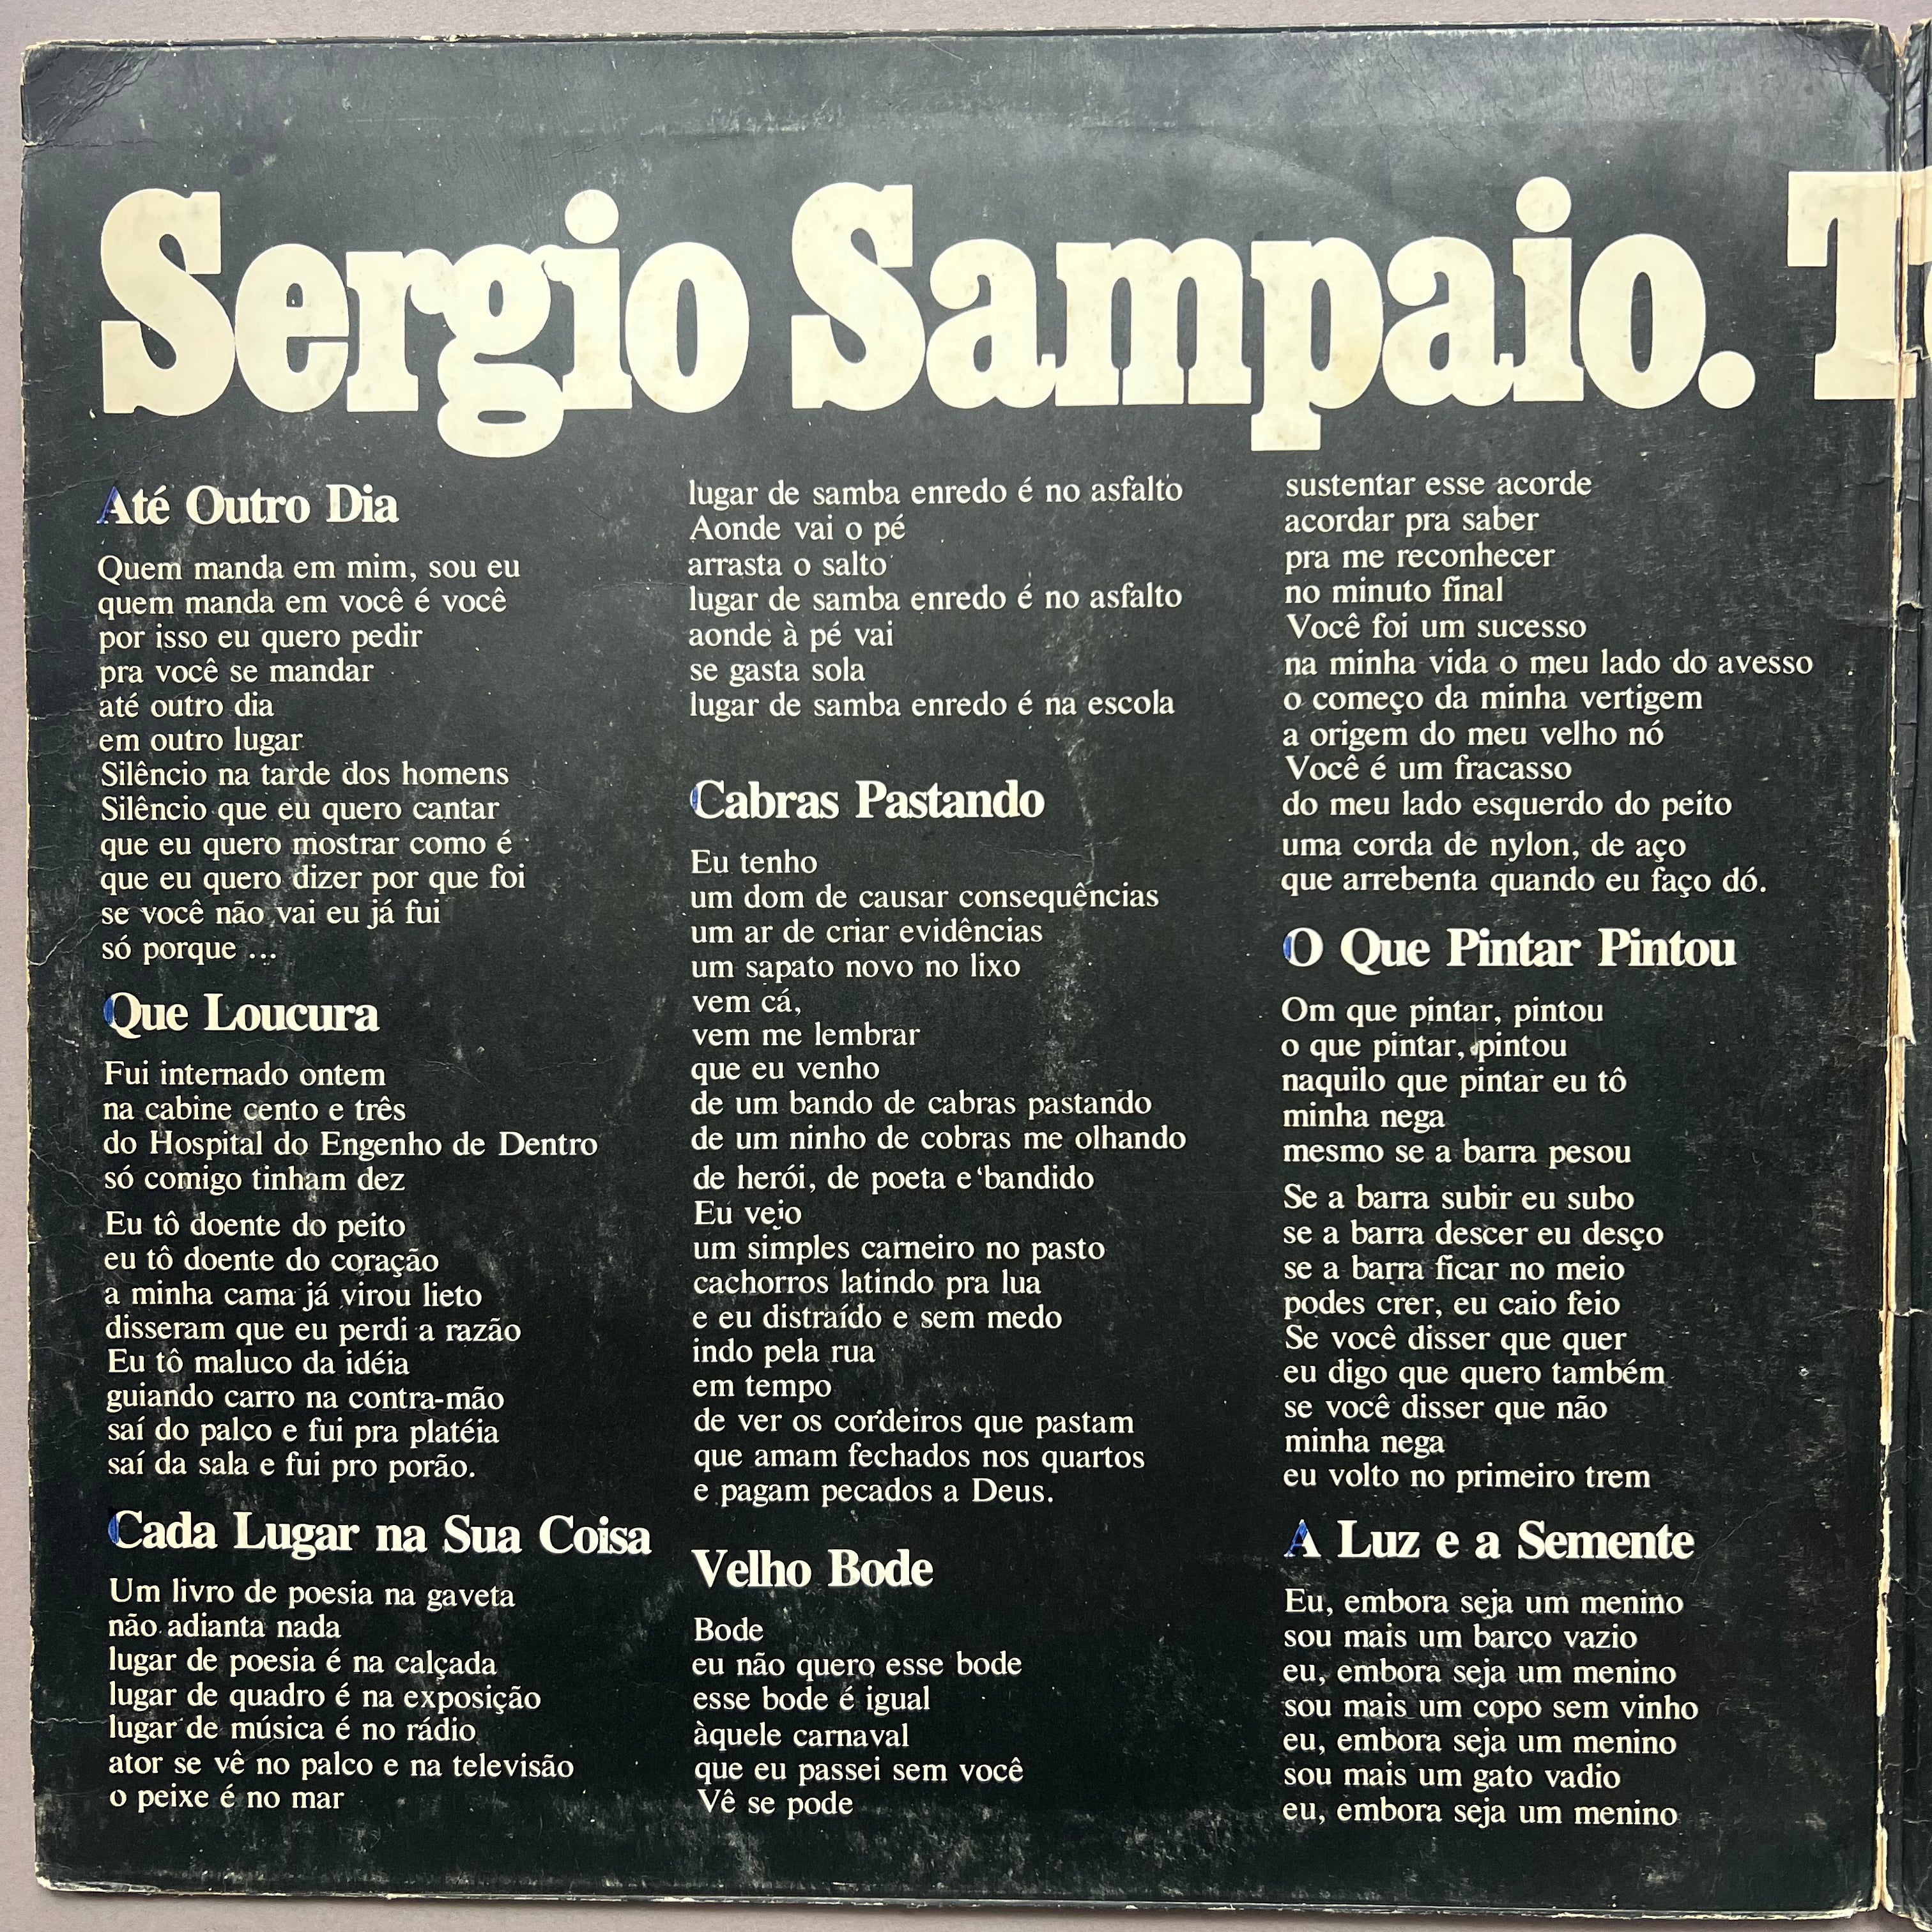 Sergio Sampaio. T
Até Outro Dia
Quem manda em mim, sou eu
quem manda em você é você
por isso eu quero pedir
pra você se mandar
até outro dia
em outro lugar
Silêncio na tarde dos homens
Silêncio que eu quero cantar
que eu quero mostrar como é
que eu quero dizer por que foi
se você não vai eu já fui
só porque ...
Que Loucura
Fui internado ontem
na cabine cento e três
do Hospital do Engenho de Dentro
só comigo tinham dez
Eu tô doente do peito
eu tô doente do coração
a minha cama já virou lieto
disseram que eu perdi a razão
Eu tô maluco da idéia
guiando carro na contra-mão
saí do palco e fui pra platéia
saí da sala e fui pro porão.
Cada Lugar na Sua Coisa
Um livro de poesia na gaveta
não adianta nada
lugar de poesia é na calçada
lugar de quadro é na exposição
lugar de música é no rádio
ator se vê no palco e na televisão
o peixe é no mar
lugar de samba enredo é no asfalto
Aonde vai o pé
arrasta o salto
lugar de samba enredo é no asfalto
aonde à pé vai
se gasta sola
lugar de samba enredo é na escola
Cabras Pastando
Eu tenho
um dom de causar consequências
um ar de criar evidências
um sapato novo no lixo
vem cá,
vem me lembrar
que eu venho
de um bando de cabras pastando
de um ninho de cobras me olhando
de herói, de poeta e bandido
Eu vejo
um simples carneiro no pasto
cachorros latindo pra lua
e eu distraído e sem medo
indo pela rua
em tempo
de ver os cordeiros que pastam
que amam fechados nos quartos
e pagam pecados a Deus.
Velho Bode
Bode
eu não quero esse bode
esse bode é igual
àquele carnaval
que eu passei sem você
Vê se pode
sustentar esse acorde
acordar pra saber
pra me reconhecer
no minuto final
Você foi um sucesso
na minha vida o meu lado do avesso
o começo da minha vertigem
a origem do meu velho nó
Você é um fracasso
do meu lado esquerdo do peito
uma corda de nylon, de aço
que arrebenta quando eu faço dó.
O Que Pintar Pintou
Om que pintar, pintou
o que pintar, pintou
naquilo que pintar eu tô
minha nega
mesmo se a barra pesou
Se a barra subir eu subo
se a barra descer eu desço
se a barra ficar no meio
podes crer, eu caio feio
Se você disser que quer
eu digo que quero também
se você disser que não
minha nega
eu volto no primeiro trem
A Luz e a Semente
Eu, embora seja um menino
sou mais um barco vazio
eu, embora seja um menino
sou mais um copo sem vinho
eu, embora seja um menino
sou mais um gato vadio
eu, embora seja um menino